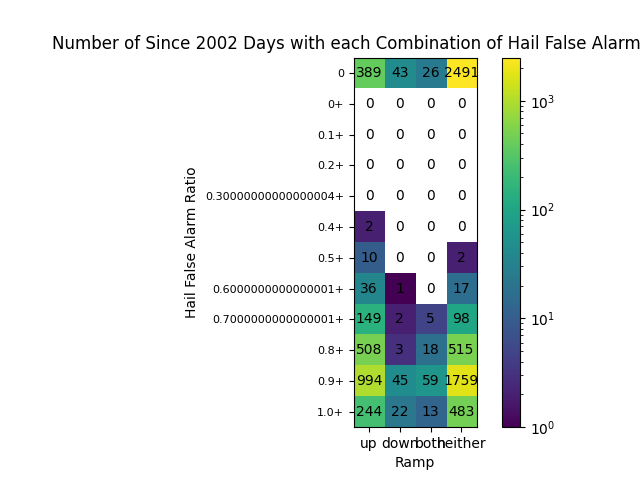 Number of Since 2002 Days with each Combination of Hail False Alarm
Hail False Alarm Ratio
0 389 43 26 2491
0+ 0 0 0 0
0.1+ 0 0 0 0
0.2+ 0 0 0 0
0.30000000000000004+ 0 0 0 0
0.4+ 2 0 0 0
0.5+ 10 0 0 2
0.6000000000000001+ 36 1 0 17
0.7000000000000001+ 149 2 5 98
0.8+ 508 3 18 515
0.9+ 994 45 59 1759
1.0+ 244 22 13 483
up down both neither
Ramp
10³
10²
10¹
10⁰